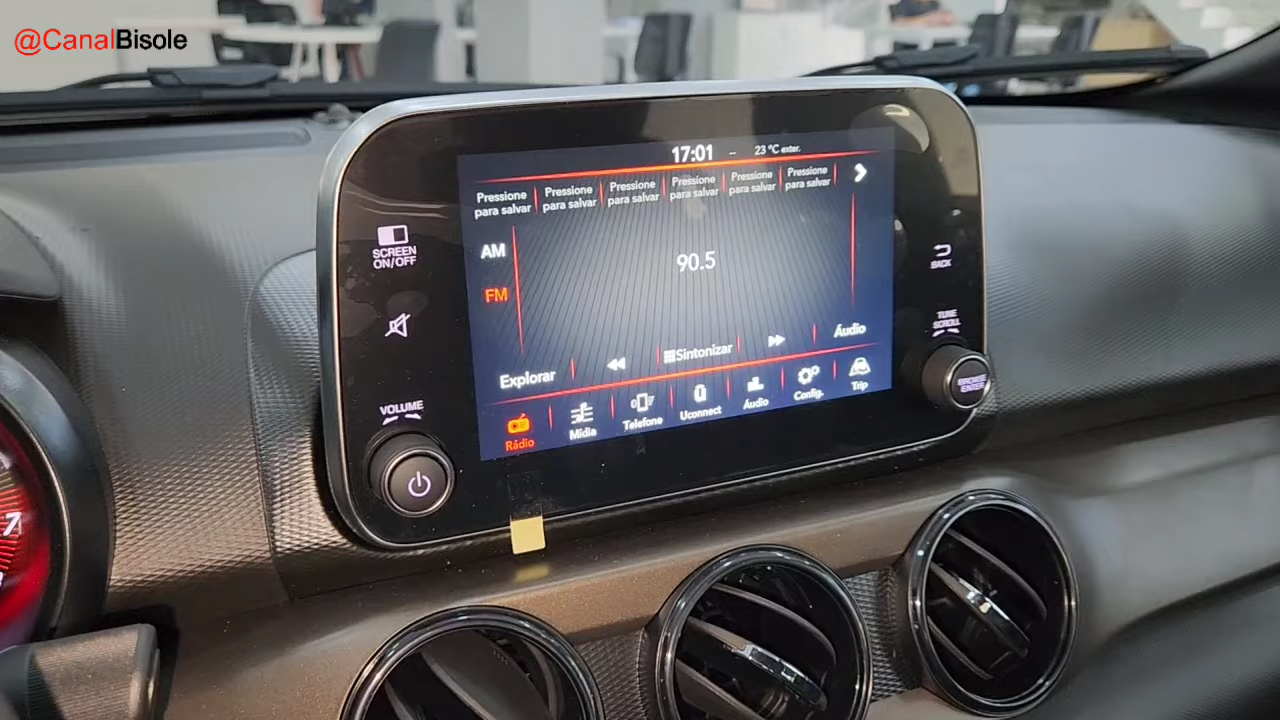 @CanalBisole
17:01 -- 23 °C exter.
Pressione para salvar
Pressione para salvar
Pressione para salvar
Pressione para salvar
Pressione para salvar
Pressione para salvar
SCREEN
ON/OFF
AM
FM
90.5
BACK
TUNE
SCROLL
BROWSE
ENTER
Explorar
Sintonizar
Áudio
VOLUME
Rádio
Mídia
Telefone
Uconnect
Áudio
Config.
Trip
7